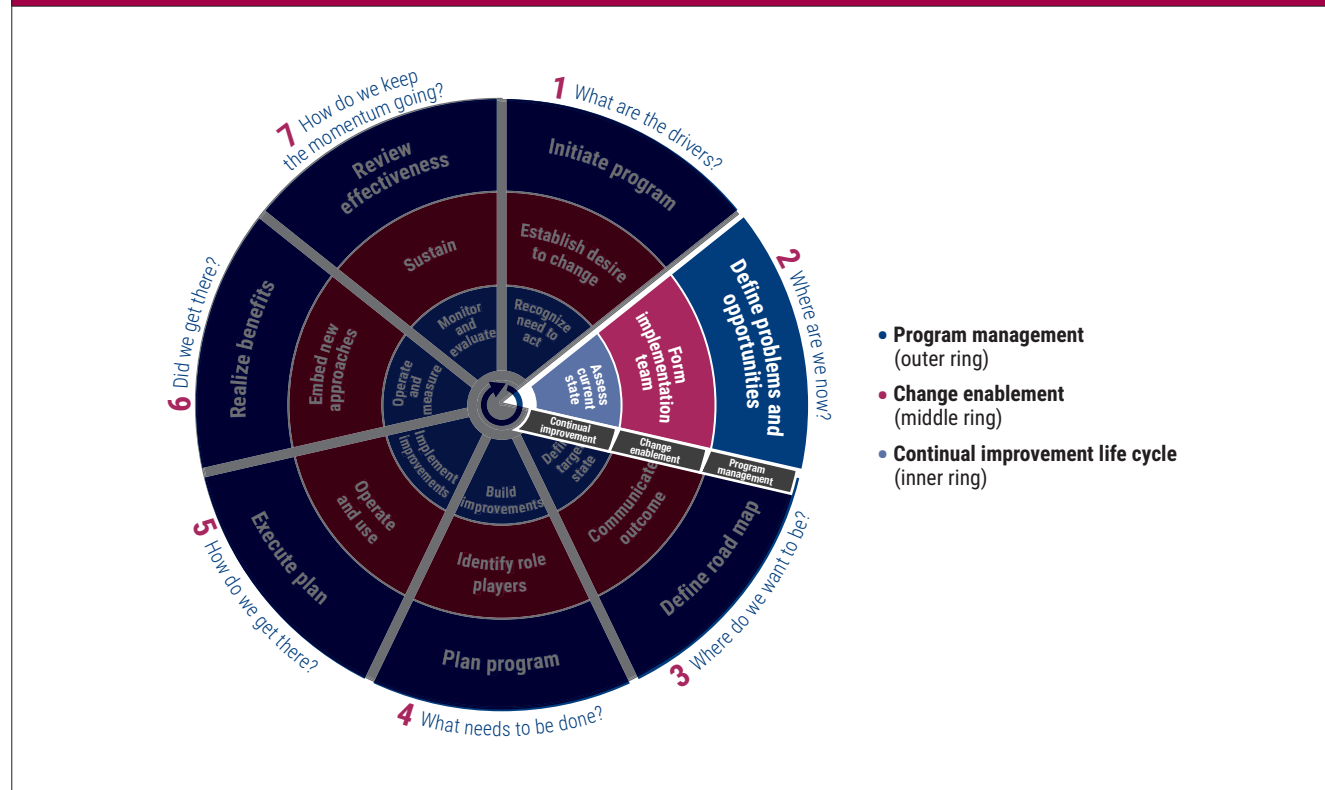 1 What are the drivers?
Initiate program
Establish desire
to change
Recognize
need to
act
2 Where are we now?
Define problems and
opportunities
Form
implementation
team
Assess
current
state
Continual
improvement
Change
enablement
Program
management
3 Where do we want to be?
Define road map
Communicate
outcome
Define
target
state
4 What needs to be done?
Plan program
Identify role
players
Build
improvements
5 How do we get there?
Execute plan
Operate
and use
Implement
improvements
6 Did we get there?
Realize benefits
Embed new
approaches
Operate
and
measure
7 How do we keep
the momentum going?
Review
effectiveness
Sustain
Monitor
and
evaluate
• Program management
(outer ring)
• Change enablement
(middle ring)
• Continual improvement life cycle
(inner ring)